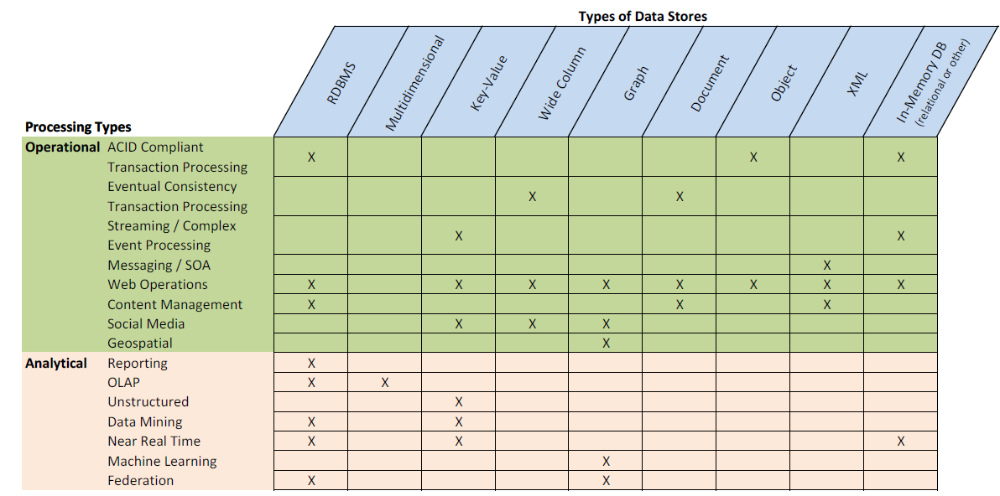 Types of Data Stores
RDBMS
Multidimensional
Key-Value
Wide Column
Graph
Document
Object
XML
In-Memory DB
(relational or other)
Processing Types
Operational ACID Compliant
Transaction Processing
X X X
Eventual Consistency
Transaction Processing
X X
Streaming / Complex
Event Processing
X X
Messaging / SOA X
Web Operations X X X X X X X X
Content Management X X X
Social Media X X X
Geospatial X
Analytical Reporting X
OLAP X X
Unstructured X
Data Mining X X
Near Real Time X X X
Machine Learning X
Federation X X